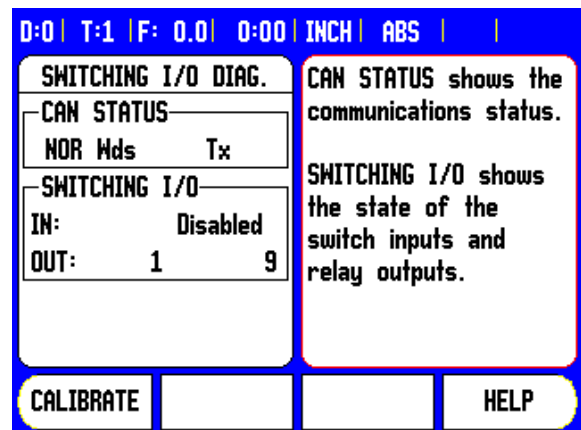 D:0 | T:1 | F: 0.0 | 0:00 | INCH | ABS | |
SWITCHING I/O DIAG.
CAN STATUS
NOR Wds Tx
SWITCHING I/O
IN: Disabled
OUT: 1 9
CAN STATUS shows the
communications status.
SWITCHING I/O shows
the state of the
switch inputs and
relay outputs.
CALIBRATE
HELP